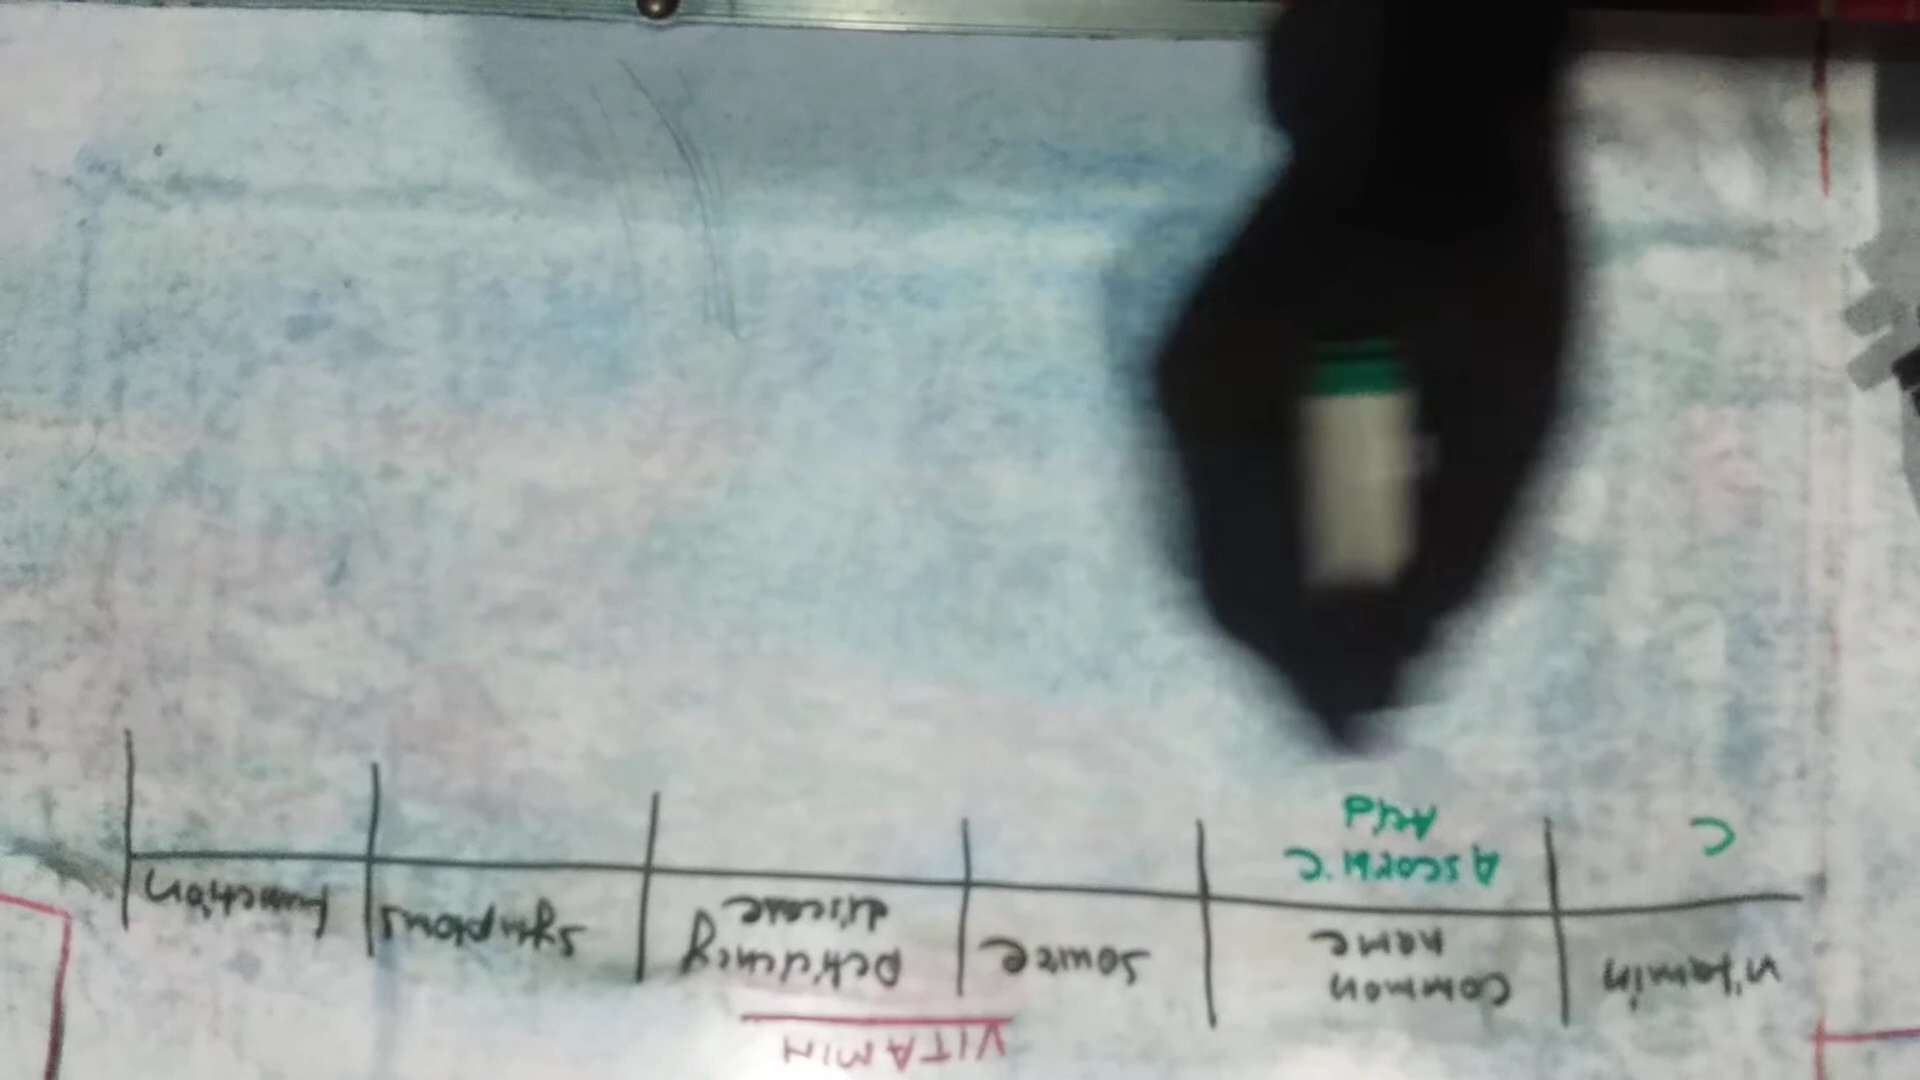 VITAMIN
vitamin
common
name
source
Deficiency
disease
symptoms
function
C
Ascorbic
Acid